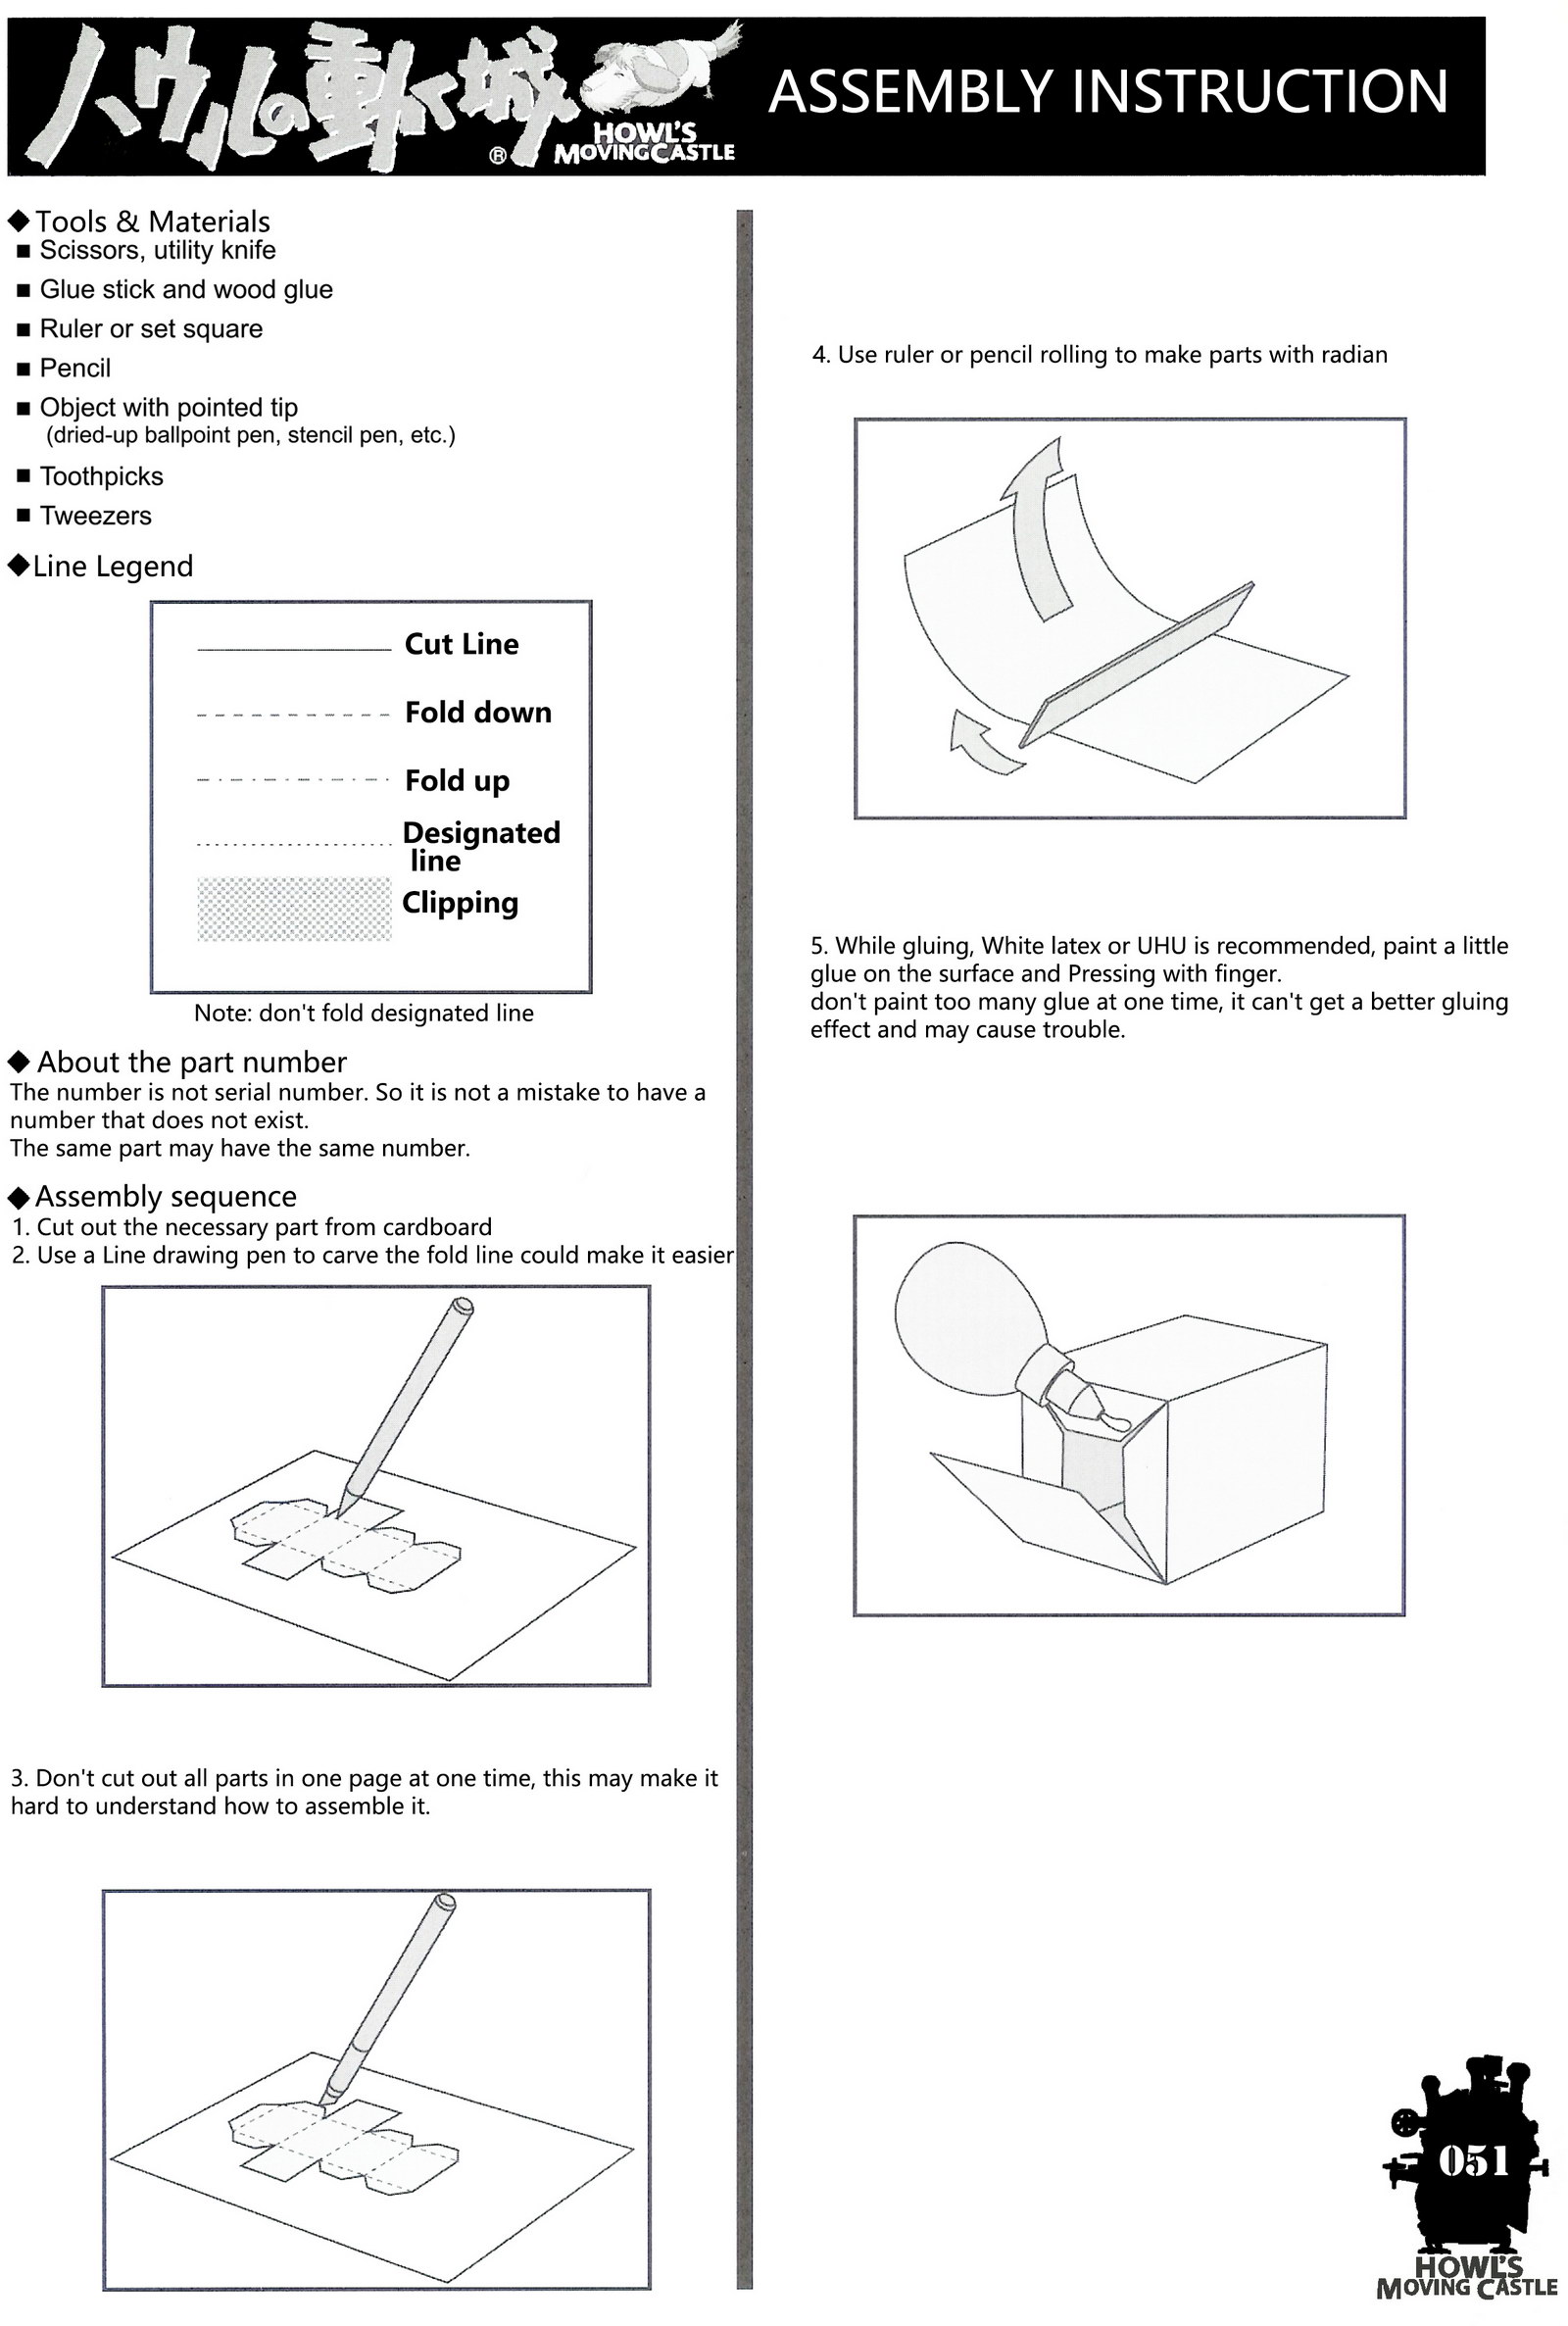 ハウルの動く城
®
HOWL'S
MOVING CASTLE
ASSEMBLY INSTRUCTION
◆ Tools & Materials
■ Scissors, utility knife
■ Glue stick and wood glue
■ Ruler or set square
■ Pencil
■ Object with pointed tip
(dried-up ballpoint pen, stencil pen, etc.)
■ Toothpicks
■ Tweezers
◆Line Legend
Cut Line
Fold down
Fold up
Designated
line
Clipping
Note: don't fold designated line
◆ About the part number
The number is not serial number. So it is not a mistake to have a
number that does not exist.
The same part may have the same number.
◆Assembly sequence
1. Cut out the necessary part from cardboard
2. Use a Line drawing pen to carve the fold line could make it easier
3. Don't cut out all parts in one page at one time, this may make it
hard to understand how to assemble it.
4. Use ruler or pencil rolling to make parts with radian
5. While gluing, White latex or UHU is recommended, paint a little
glue on the surface and Pressing with finger.
don't paint too many glue at one time, it can't get a better gluing
effect and may cause trouble.
051
HOWL'S
MOVING CASTLE